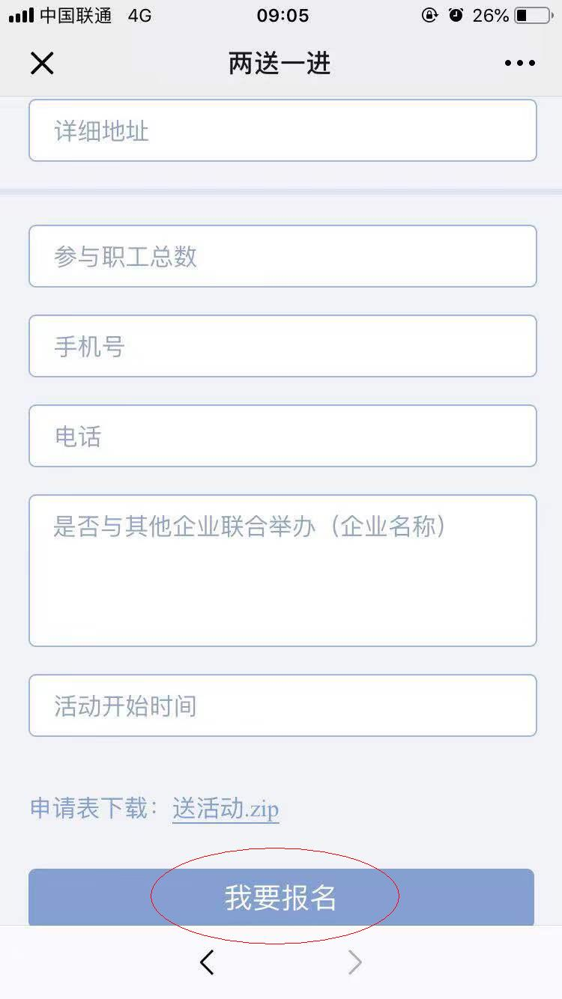 中国联通 4G 09:05 26%
两送一进
详细地址
参与职工总数
手机号
电话
是否与其他企业联合举办（企业名称）
活动开始时间
申请表下载：送活动.zip
我要报名